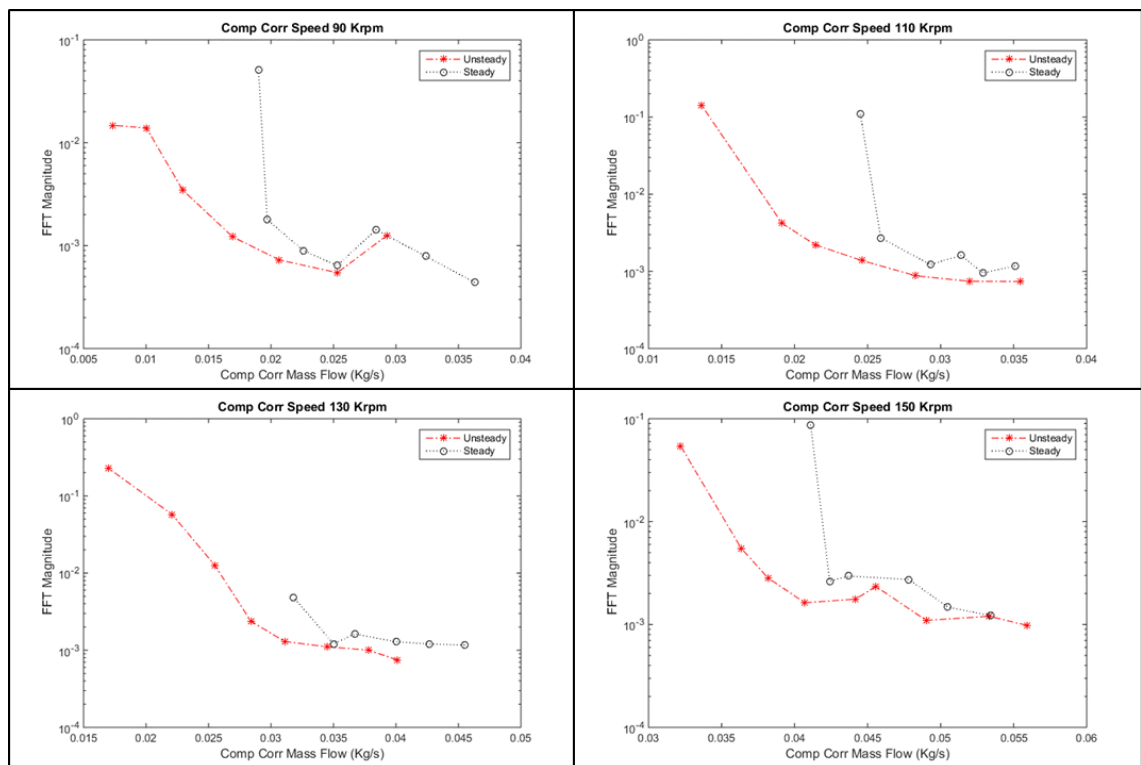 Comp Corr Speed 90 Krpm
Unsteady
Steady
FFT Magnitude
10^-1
10^-2
10^-3
10^-4
0.005 0.01 0.015 0.02 0.025 0.03 0.035 0.04
Comp Corr Mass Flow (Kg/s)
Comp Corr Speed 110 Krpm
Unsteady
Steady
FFT Magnitude
10^0
10^-1
10^-2
10^-3
10^-4
0.01 0.015 0.02 0.025 0.03 0.035 0.04
Comp Corr Mass Flow (Kg/s)
Comp Corr Speed 130 Krpm
Unsteady
Steady
FFT Magnitude
10^0
10^-1
10^-2
10^-3
10^-4
0.015 0.02 0.025 0.03 0.035 0.04 0.045 0.05
Comp Corr Mass Flow (Kg/s)
Comp Corr Speed 150 Krpm
Unsteady
Steady
FFT Magnitude
10^-1
10^-2
10^-3
10^-4
0.03 0.035 0.04 0.045 0.05 0.055 0.06
Comp Corr Mass Flow (Kg/s)